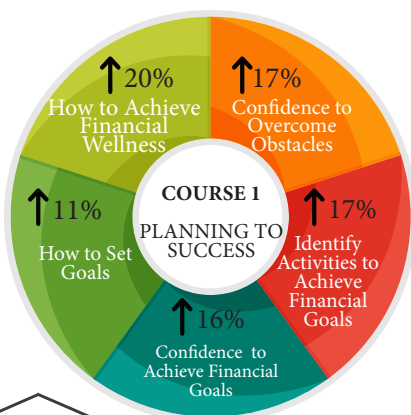 ↑20%
How to Achieve
Financial
Wellness
↑17%
Confidence to
Overcome
Obstacles
↑17%
Identify
Activities to
Achieve
Financial
Goals
↑16%
Confidence to
Achieve Financial
Goals
↑11%
How to Set
Goals
COURSE 1
PLANNING TO
SUCCESS